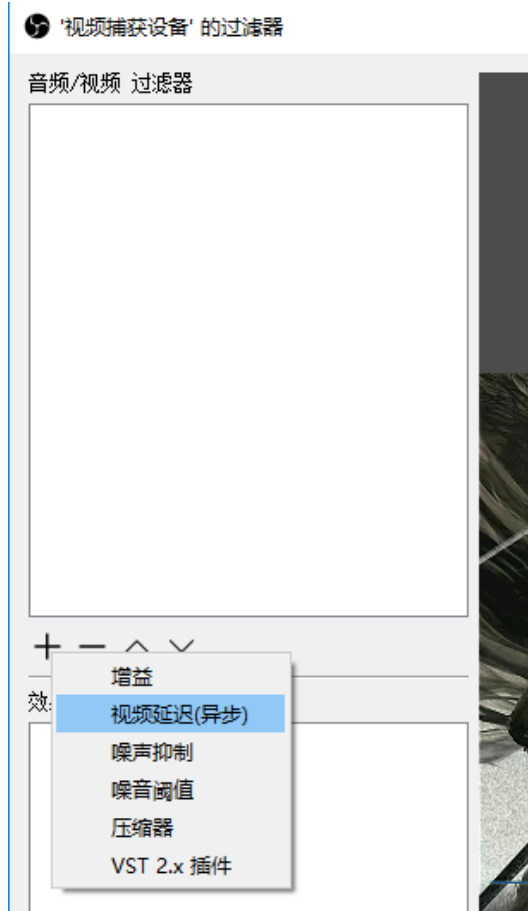 '视频捕获设备' 的过滤器
音频/视频 过滤器
增益
效
视频延迟(异步)
噪声抑制
噪音阈值
压缩器
VST 2.x 插件